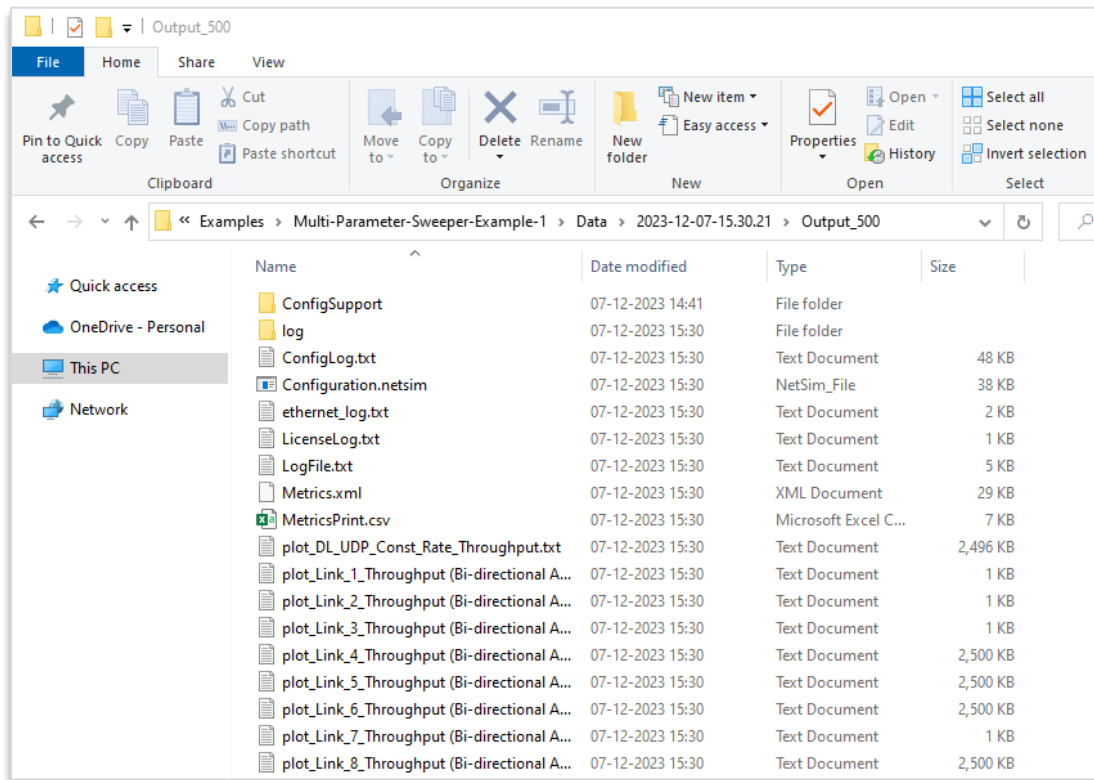 Output_500
File Home Share View
Pin to Quick access
Copy
Paste
Cut
Copy path
Paste shortcut
Clipboard
Move to
Copy to
Delete
Rename
Organize
New folder
New item
Easy access
New
Properties
Open
Edit
History
Open
Select all
Select none
Invert selection
Select
« Examples > Multi-Parameter-Sweeper-Example-1 > Data > 2023-12-07-15.30.21 > Output_500
Quick access
OneDrive - Personal
This PC
Network
Name Date modified Type Size
ConfigSupport 07-12-2023 14:41 File folder
log 07-12-2023 15:30 File folder
ConfigLog.txt 07-12-2023 15:30 Text Document 48 KB
Configuration.netsim 07-12-2023 15:30 NetSim_File 38 KB
ethernet_log.txt 07-12-2023 15:30 Text Document 2 KB
LicenseLog.txt 07-12-2023 15:30 Text Document 1 KB
LogFile.txt 07-12-2023 15:30 Text Document 5 KB
Metrics.xml 07-12-2023 15:30 XML Document 29 KB
MetricsPrint.csv 07-12-2023 15:30 Microsoft Excel C... 7 KB
plot_DL_UDP_Const_Rate_Throughput.txt 07-12-2023 15:30 Text Document 2,496 KB
plot_Link_1_Throughput (Bi-directional A... 07-12-2023 15:30 Text Document 1 KB
plot_Link_2_Throughput (Bi-directional A... 07-12-2023 15:30 Text Document 1 KB
plot_Link_3_Throughput (Bi-directional A... 07-12-2023 15:30 Text Document 1 KB
plot_Link_4_Throughput (Bi-directional A... 07-12-2023 15:30 Text Document 2,500 KB
plot_Link_5_Throughput (Bi-directional A... 07-12-2023 15:30 Text Document 2,500 KB
plot_Link_6_Throughput (Bi-directional A... 07-12-2023 15:30 Text Document 2,500 KB
plot_Link_7_Throughput (Bi-directional A... 07-12-2023 15:30 Text Document 1 KB
plot_Link_8_Throughput (Bi-directional A... 07-12-2023 15:30 Text Document 2,500 KB